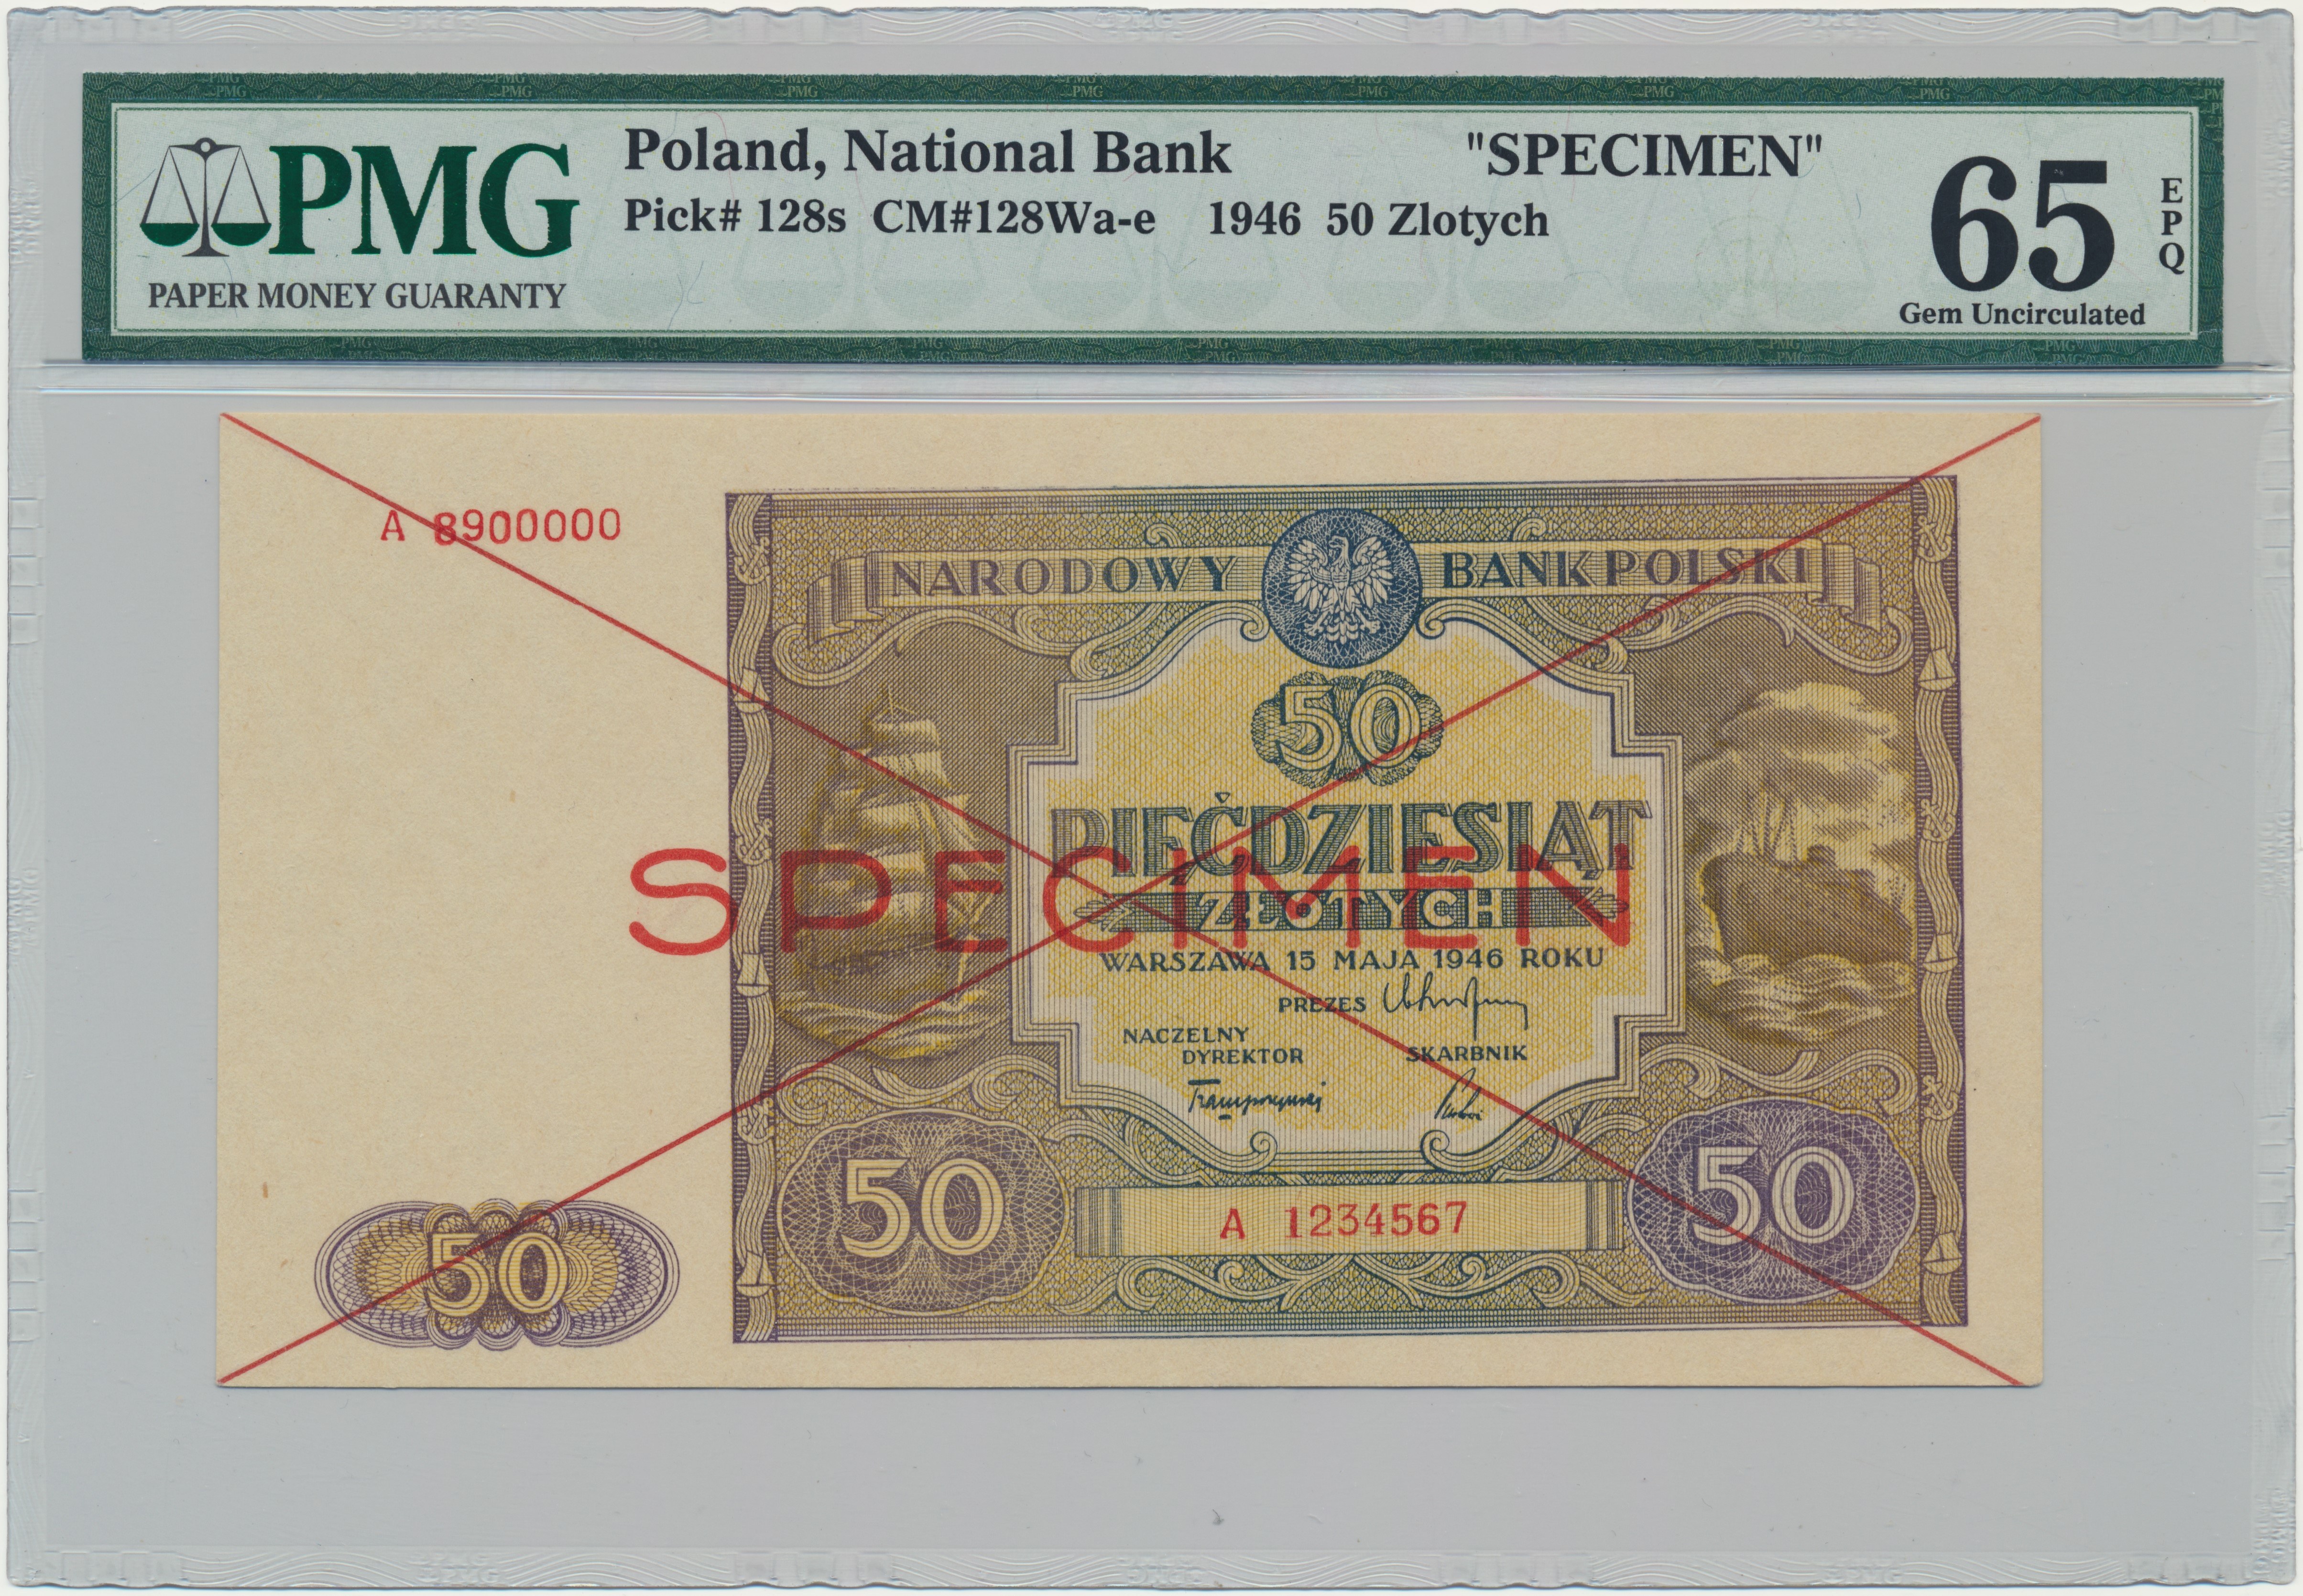 PMG
PAPER MONEY GUARANTY
Poland, National Bank "SPECIMEN"
Pick# 128s CM#128Wa-e 1946 50 Zlotych
65
EPQ
Gem Uncirculated
A 8900000
NARODOWY BANK POLSKI
50
PIĘĆDZIESIĄT
ZŁOTYCH
SPECIMEN
WARSZAWA 15 MAJA 1946 ROKU
PREZES
NACZELNY
DYREKTOR SKARBNIK
50 50
A 1234567
50